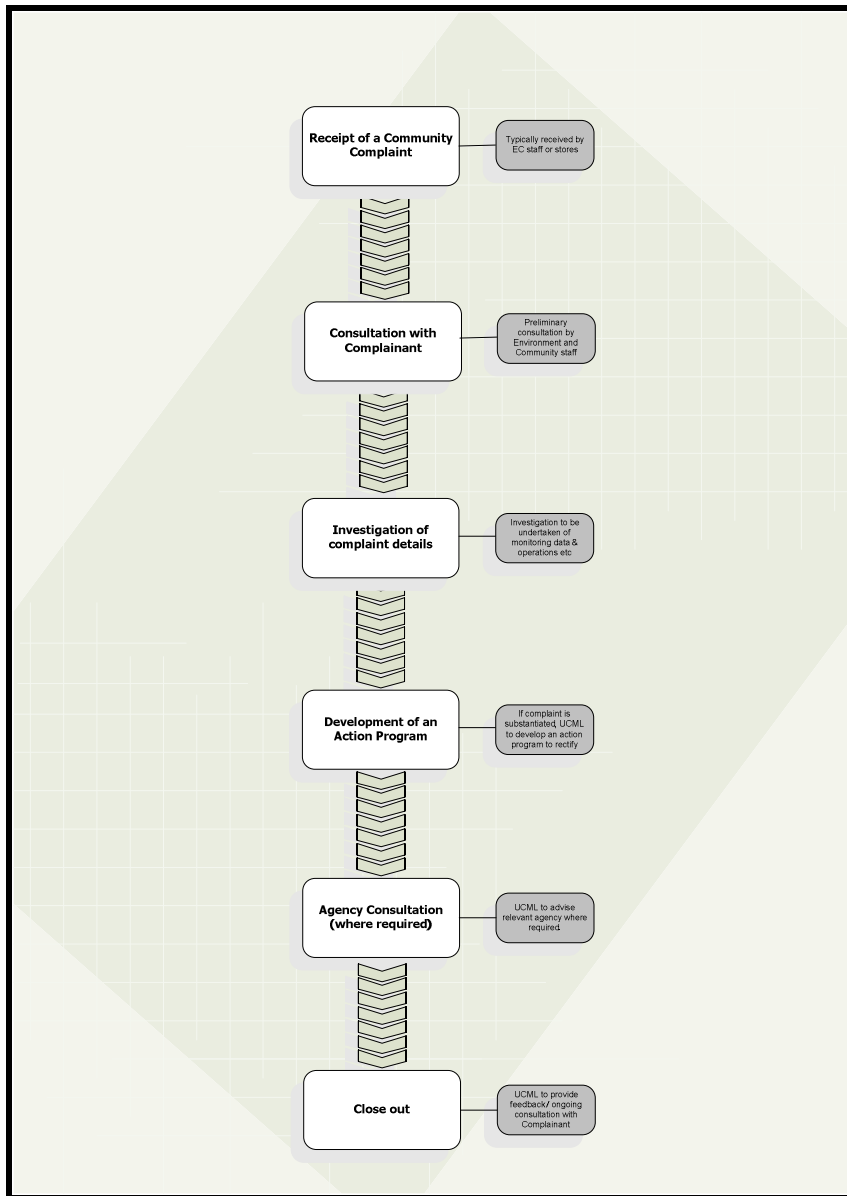 Receipt of a Community
Complaint
Typically received by
EC staff or stores
Consultation with
Complainant
Preliminary
consultation by
Environment and
Community staff
Investigation of
complaint details
Investigation to be
undertaken of
monitoring data &
operations etc
Development of an
Action Program
If complaint is
substantiated, UCML
to develop an action
program to rectify
Agency Consultation
(where required)
UCML to advise
relevant agency where
required.
Close out
UCML to provide
feedback/ ongoing
consultation with
Complainant